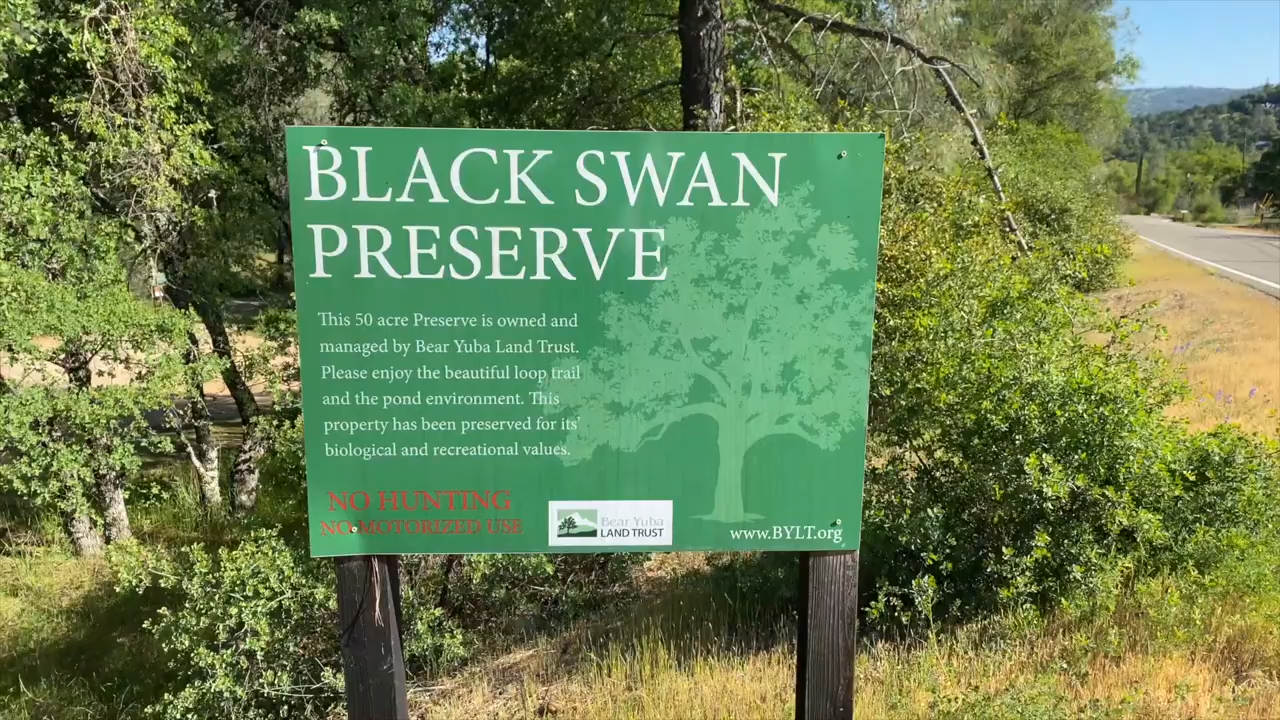 BLACK SWAN
PRESERVE
This 50 acre Preserve is owned and
managed by Bear Yuba Land Trust.
Please enjoy the beautiful loop trail
and the pond environment. This
property has been preserved for its'
biological and recreational values.
NO HUNTING
NO MOTORIZED USE
Bear Yuba
LAND TRUST
www.BYLT.org